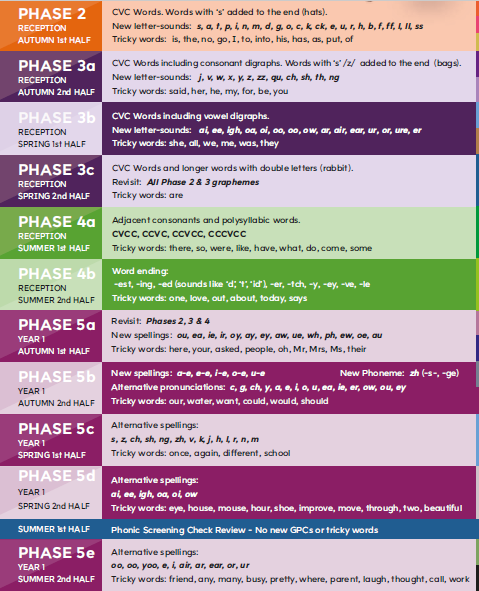 PHASE 2
RECEPTION
AUTUMN 1st HALF
CVC Words. Words with 's' added to the end (hats).
New letter-sounds: s, a, t, p, i, n, m, d, g, o, c, k, ck, e, u, r, h, b, f, ff, l, ll, ss
Tricky words: is, the, no, go, I, to, into, his, has, as, put, of
PHASE 3a
RECEPTION
AUTUMN 2nd HALF
CVC Words including consonant digraphs. Words with 's' /z/ added to the end (bags).
New letter-sounds: j, v, w, x, y, z, zz, qu, ch, sh, th, ng
Tricky words: said, her, he, my, for, be, you
PHASE 3b
RECEPTION
SPRING 1st HALF
CVC Words including vowel digraphs.
New letter-sounds: ai, ee, igh, oa, oi, oo, oo, ow, ar, air, ear, ur, or, ure, er
Tricky words: she, all, we, me, was, they
PHASE 3c
RECEPTION
SPRING 2nd HALF
CVC Words and Longer words with double letters (rabbit).
Revisit: All Phase 2 & 3 graphemes
Tricky words: are
PHASE 4a
RECEPTION
SUMMER 1st HALF
Adjacent consonants and polysyllabic words.
CVCC, CCVC, CCVCC, CCCVCC
Tricky words: there, so, were, like, have, what, do, come, some
PHASE 4b
RECEPTION
SUMMER 2nd HALF
Word ending:
-est, -ing, -ed (sounds like 'd', 't', 'id'), -er, -tch, -y, -ey, -ve, -le
Tricky words: one, love, out, about, today, says
PHASE 5a
YEAR 1
AUTUMN 1st HALF
Revisit: Phases 2, 3 & 4
New spellings: ou, ea, ie, ir, oy, ay, ey, aw, ue, wh, ph, ew, oe, au
Tricky words: here, your, asked, people, oh, Mr, Mrs, Ms, their
PHASE 5b
YEAR 1
AUTUMN 2nd HALF
New spellings: a-e, e-e, i-e, o-e, u-e New Phoneme: zh (-s-, -ge)
Alternative pronunciations: c, g, ch, y, a, e, i, o, u, ea, ie, er, ow, ou, ey
Tricky words: our, water, want, could, would, should
PHASE 5c
YEAR 1
SPRING 1st HALF
Alternative spellings:
s, z, ch, sh, ng, zh, v, k, j, h, l, r, n, m
Tricky words: once, again, different, school
PHASE 5d
YEAR 1
SPRING 2nd HALF
Alternative spellings:
ai, ee, igh, oa, oi, ow
Tricky words: eye, house, mouse, hour, shoe, improve, move, through, two, beautiful
SUMMER 1st HALF Phonic Screening Check Review - No new GPCs or tricky words
PHASE 5e
YEAR 1
SUMMER 2nd HALF
Alternative spellings:
oo, oo, yoo, e, i, air, ar, ear, or, ur
Tricky words: friend, any, many, busy, pretty, where, parent, laugh, thought, call, work